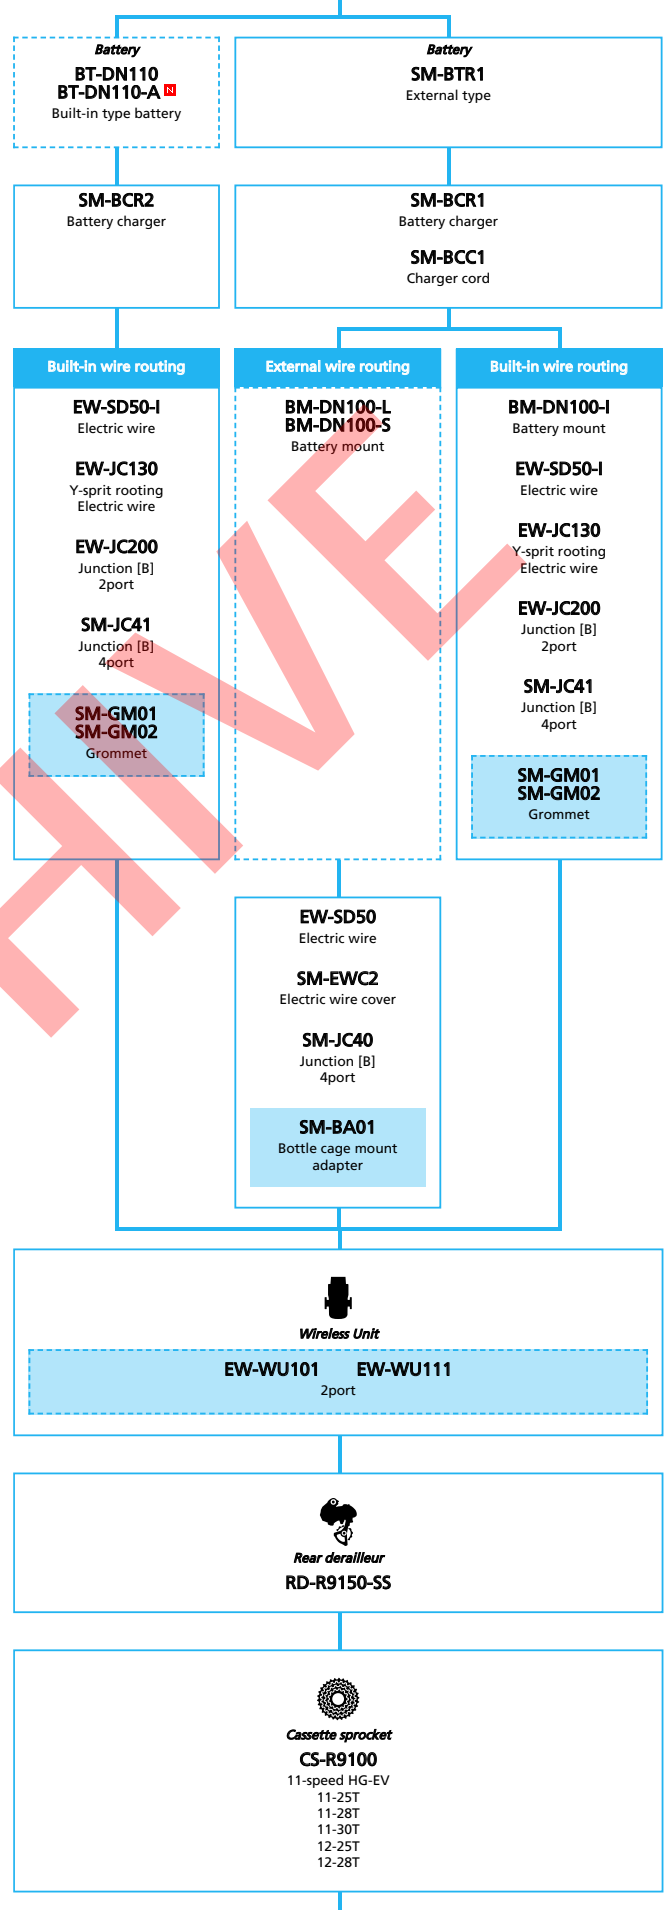 Battery
BT-DN110
BT-DN110-A N
Built-in type battery
Battery
SM-BTR1
External type
SM-BCR2
Battery charger
SM-BCR1
Battery charger
SM-BCC1
Charger cord
Built-in wire routing
EW-SD50-I
Electric wire
EW-JC130
Y-sprit rooting
Electric wire
EW-JC200
Junction [B]
2port
SM-JC41
Junction [B]
4port
SM-GM01
SM-GM02
Grommet
External wire routing
BM-DN100-L
BM-DN100-S
Battery mount
Built-in wire routing
BM-DN100-I
Battery mount
EW-SD50-I
Electric wire
EW-JC130
Y-sprit rooting
Electric wire
EW-JC200
Junction [B]
2port
SM-JC41
Junction [B]
4port
SM-GM01
SM-GM02
Grommet
EW-SD50
Electric wire
SM-EWC2
Electric wire cover
SM-JC40
Junction [B]
4port
SM-BA01
Bottle cage mount
adapter
Wireless Unit
EW-WU101 EW-WU111
2port
Rear derailleur
RD-R9150-SS
Cassette sprocket
CS-R9100
11-speed HG-EV
11-25T
11-28T
11-30T
12-25T
12-28T
HIVE